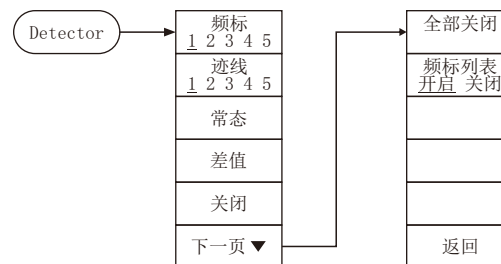 Detector
频标
1 2 3 4 5
迹线
1 2 3 4 5
常态
差值
关闭
下一页▼
全部关闭
频标列表
开启 关闭
返回